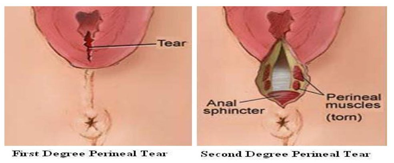 Tear
Anal
sphincter
Perineal
muscles
(torn)
First Degree Perineal Tear
Second Degree Perineal Tear